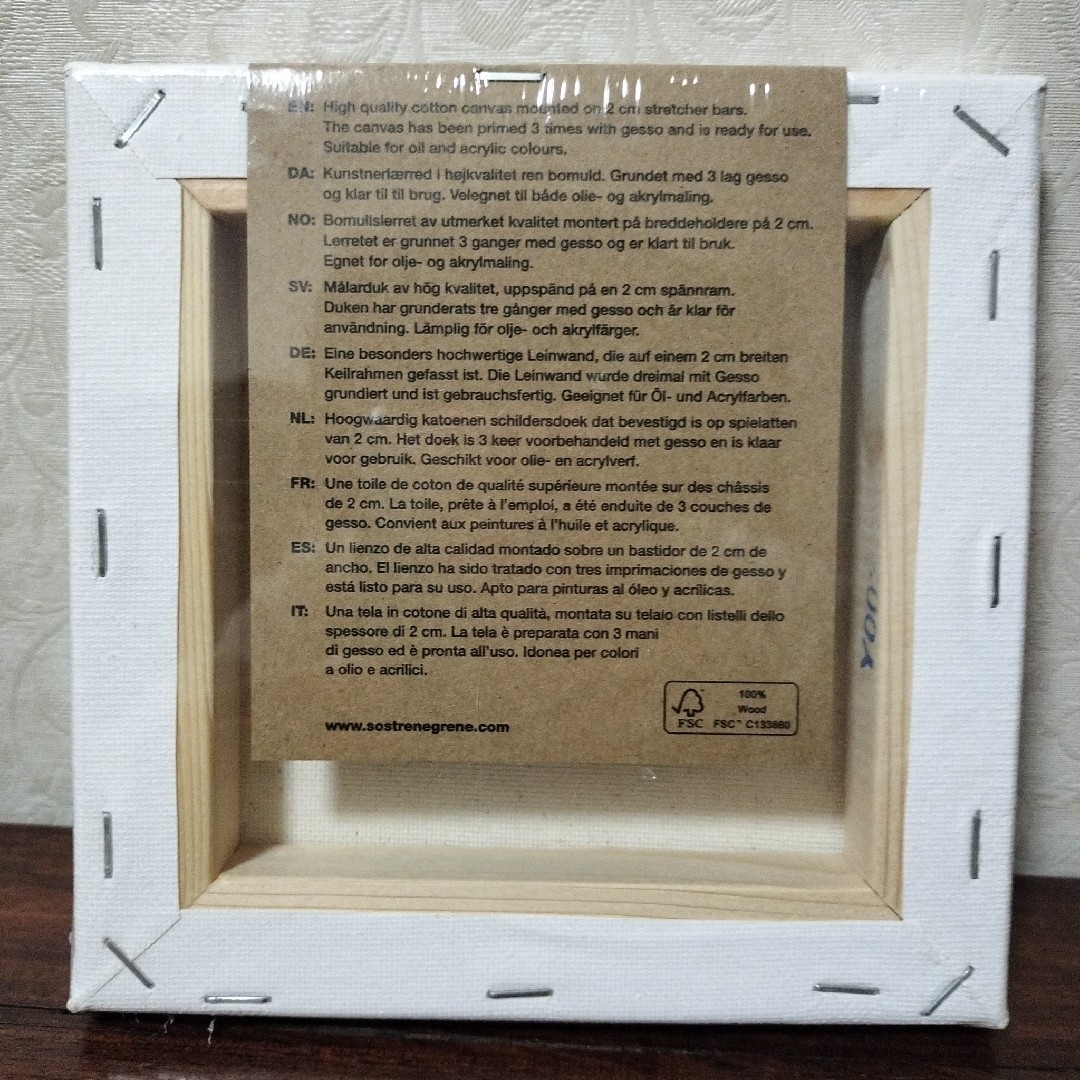 EN: High quality cotton canvas mounted on 2 cm stretcher bars.
The canvas has been primed 3 times with gesso and is ready for use.
Suitable for oil and acrylic colours.
DA: Kunstnerlærred i højkvalitet ren bomuld. Grundet med 3 lag gesso
og klar til til brug. Velegnet til både olie- og akrylmaling.
NO: Bomullslerret av utmerket kvalitet montert på breddeholdere på 2 cm.
Lerretet er grunnet 3 ganger med gesso og er klart til bruk.
Egnet for olje- og akrylmaling.
SV: Målarduk av hög kvalitet, uppspänd på en 2 cm spännram.
Duken har grunderats tre gånger med gesso och är klar för
användning. Lämplig för olje- och akrylfärger.
DE: Eine besonders hochwertige Leinwand, die auf einem 2 cm breiten
Keilrahmen gefasst ist. Die Leinwand wurde dreimal mit Gesso
grundiert und ist gebrauchsfertig. Geeignet für Öl- und Acrylfarben.
NL: Hoogwaardig katoenen schildersdoek dat bevestigd is op spielatten
van 2 cm. Het doek is 3 keer voorbehandeld met gesso en is klaar
voor gebruik. Geschikt voor olie- en acrylverf.
FR: Une toile de coton de qualité supérieure montée sur des châssis
de 2 cm. La toile, prête à l'emploi, a été enduite de 3 couches de
gesso. Convient aux peintures à l'huile et acrylique.
ES: Un lienzo de alta calidad montado sobre un bastidor de 2 cm de
ancho. El lienzo ha sido tratado con tres imprimaciones de gesso y
está listo para su uso. Apto para pinturas al óleo y acrílicas.
IT: Una tela in cotone di alta qualità, montata su telaio con listelli dello
spessore di 2 cm. La tela è preparata con 3 mani
di gesso ed è pronta all'uso. Idonea per colori
a olio e acrilici.
www.sostrenegrene.com
100%
Wood
FSC FSC™ C133860